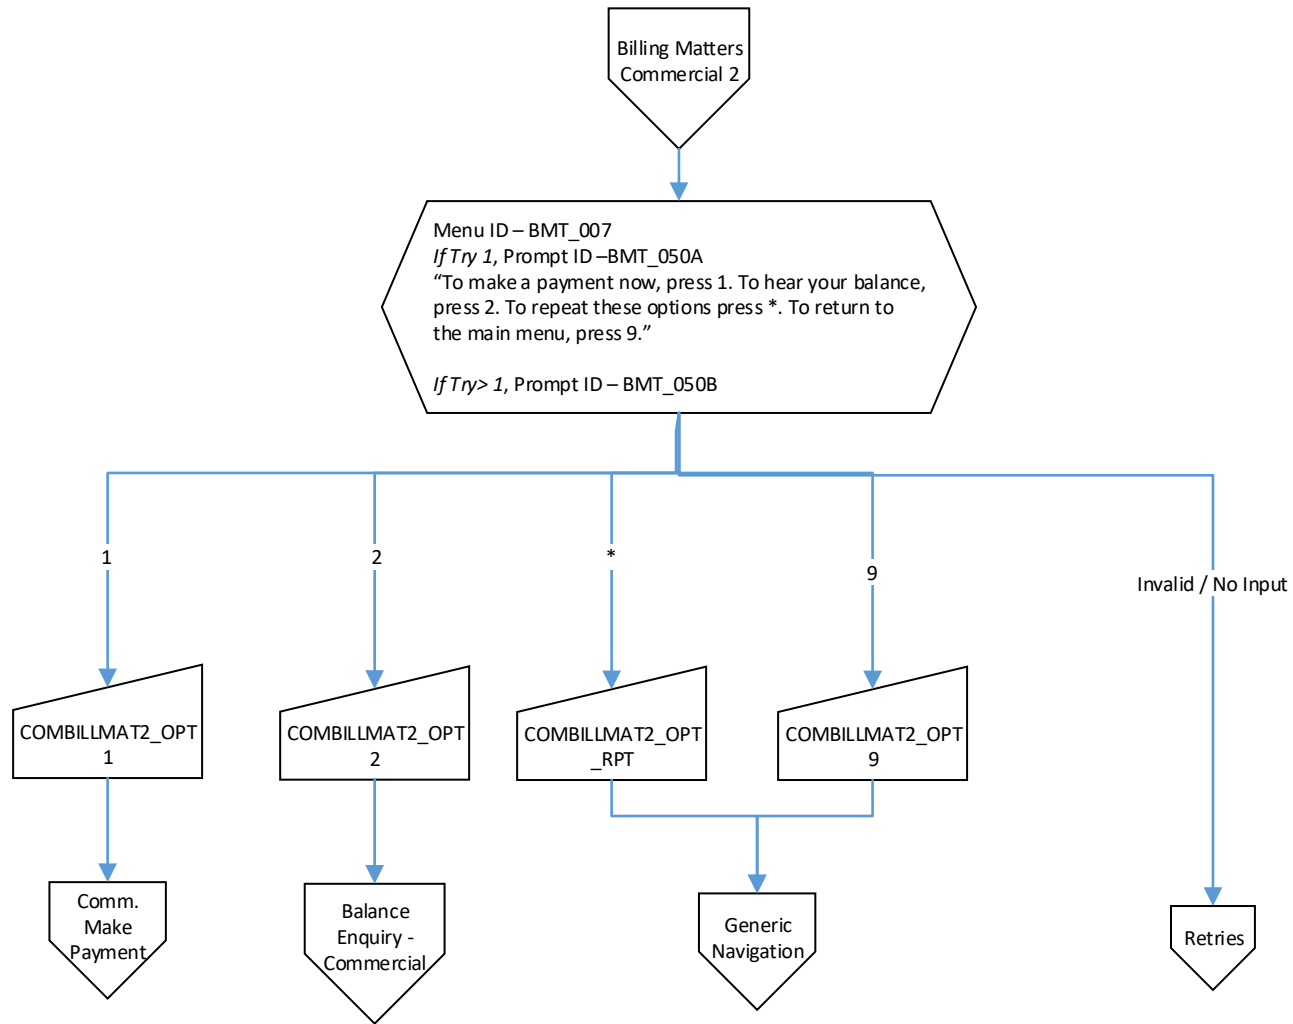 Billing Matters
Commercial 2
Menu ID – BMT_007
If Try 1, Prompt ID –BMT_050A
“To make a payment now, press 1. To hear your balance,
press 2. To repeat these options press *. To return to
the main menu, press 9.”
If Try> 1, Prompt ID – BMT_050B
1
2
*
9
Invalid / No Input
COMBILLMAT2_OPT
1
COMBILLMAT2_OPT
2
COMBILLMAT2_OPT
_RPT
COMBILLMAT2_OPT
9
Comm.
Make
Payment
Balance
Enquiry -
Commercial
Generic
Navigation
Retries